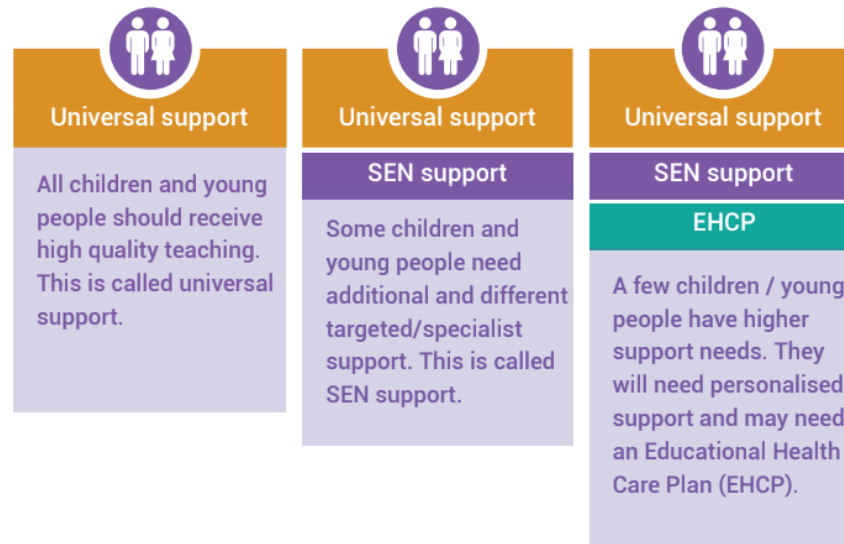 Universal support
All children and young
people should receive
high quality teaching.
This is called universal
support.
Universal support
SEN support
Some children and
young people need
additional and different
targeted/specialist
support. This is called
SEN support.
Universal support
SEN support
EHCP
A few children / young
people have higher
support needs. They
will need personalised
support and may need
an Educational Health
Care Plan (EHCP).